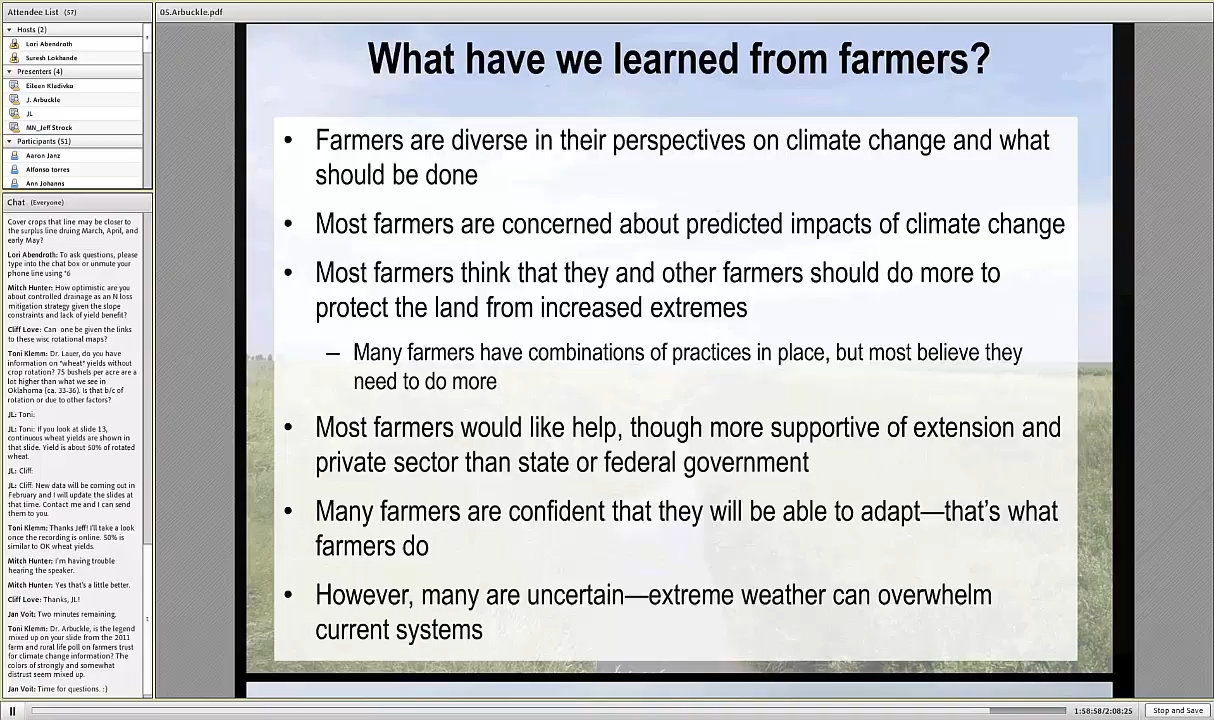 Attendee List (57)
Hosts (2)
Lori Abendroth
Suresh Lokhande
Presenters (4)
Eileen Kladivko
J. Arbuckle
JL
MN_Jeff Strock
Participants (51)
Aaron Janz
Alfonso torres
Ann Johanns
Chat (Everyone)
Cover crops that line may be closer to
the surplus line druing March, April, and
early May?
Lori Abendroth: To ask questions, please
type into the chat box or unmute your
phone line using *6
Mitch Hunter: How optimistic are you
about controlled drainage as an N loss
mitigation strategy given the slope
constraints and lack of yield benefit?
Cliff Love: Can one be given the links
to these wisc rotational maps?
Toni Klemm: Dr. Lauer, do you have
information on "wheat" yields without
crop rotation? 75 bushels per acre are a
lot higher than what we see in
Oklahoma (ca. 33-36). Is that b/c of
rotation or due to other factors?
JL: Toni:
JL: Toni: If you look at slide 13,
continuous wheat yields are shown in
that slide. Yield is about 50% of rotated
wheat.
JL: Cliff:
JL: Cliff: New data will be coming out in
February and I will update the slides at
that time. Contact me and I can send
them to you.
Toni Klemm: Thanks Jeff! I'll take a look
once the recording is online. 50% is
similar to OK wheat yields.
Mitch Hunter: I'm having trouble
hearing the speaker.
Mitch Hunter: Yes that's a little better.
Cliff Love: Thanks, JL!
Jan Voit: Two minutes remaining.
Toni Klemm: Dr. Arbuckle, is the legend
mixed up on your slide from the 2011
farm and rural life poll on farmers trust
for climate change information? The
colors of strongly and somewhat
distrust seem mixed up.
Jan Voit: Time for questions. :)
05.Arbuckle.pdf
What have we learned from farmers?
• Farmers are diverse in their perspectives on climate change and what
should be done
• Most farmers are concerned about predicted impacts of climate change
• Most farmers think that they and other farmers should do more to
protect the land from increased extremes
– Many farmers have combinations of practices in place, but most believe they
need to do more
• Most farmers would like help, though more supportive of extension and
private sector than state or federal government
• Many farmers are confident that they will be able to adapt—that's what
farmers do
• However, many are uncertain—extreme weather can overwhelm
current systems
1:58:58/2:08:25
Stop and Save